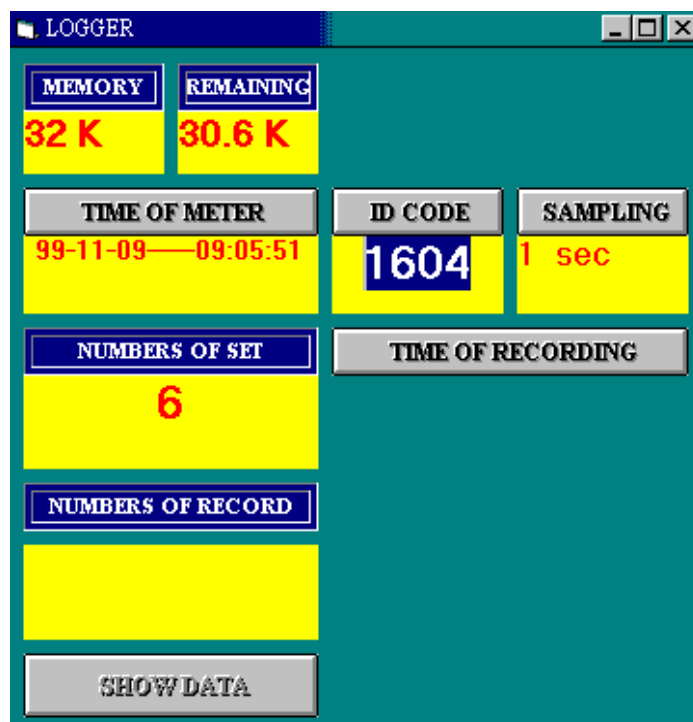 LOGGER
MEMORY REMAINING
32 K 30.6 K
TIME OF METER ID CODE SAMPLING
99-11-09——09:05:51 1604 1 sec
NUMBERS OF SET TIME OF RECORDING
6
NUMBERS OF RECORD
SHOW DATA